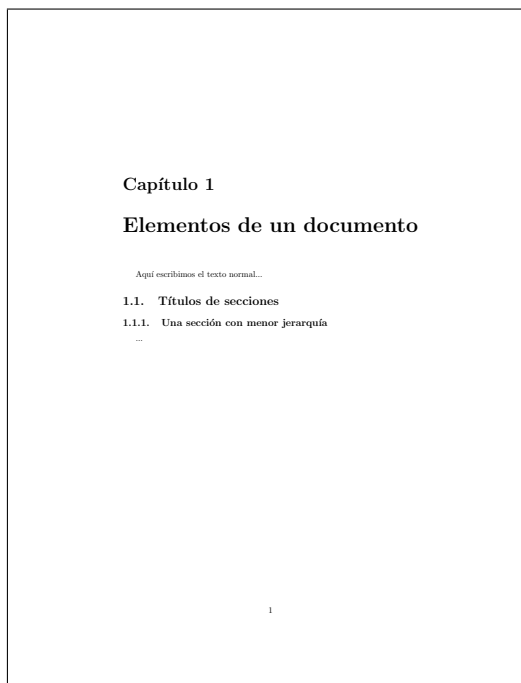 Capítulo 1
Elementos de un documento
Aquí escribimos el texto normal...
1.1. Títulos de secciones
1.1.1. Una sección con menor jerarquía
...
1